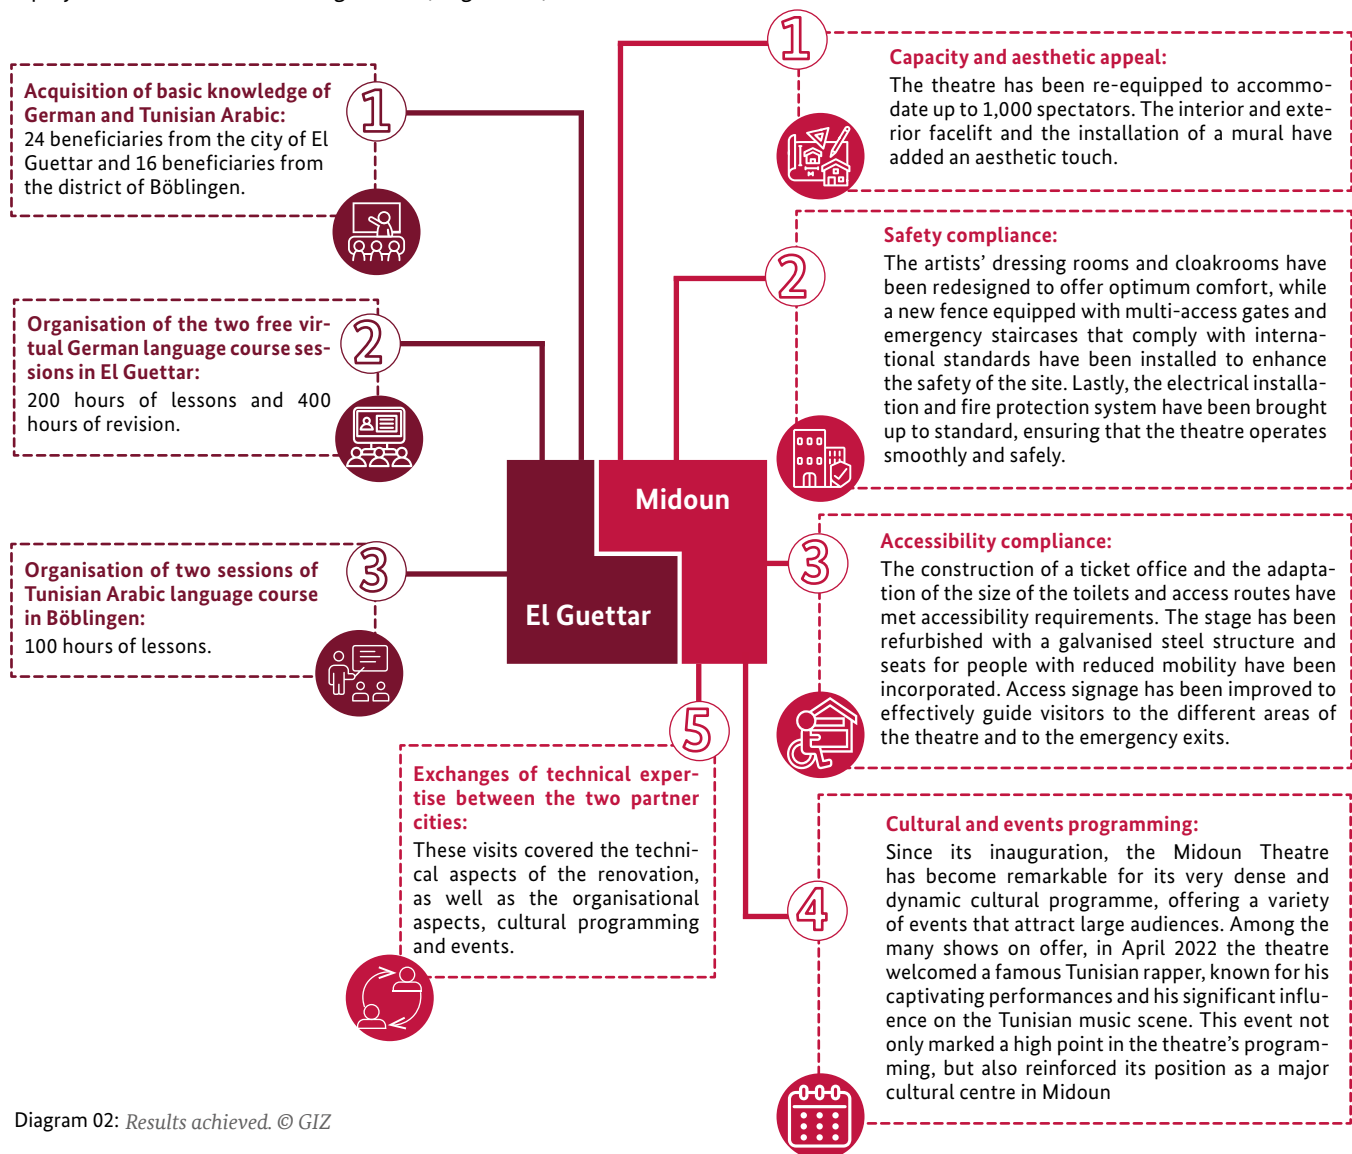 1
Acquisition of basic knowledge of
German and Tunisian Arabic:
24 beneficiaries from the city of El
Guettar and 16 beneficiaries from
the district of Böblingen.
2
Organisation of the two free vir-
tual German language course ses-
sions in El Guettar:
200 hours of lessons and 400
hours of revision.
3
Organisation of two sessions of
Tunisian Arabic language course
in Böblingen:
100 hours of lessons.
El Guettar
Midoun
1
Capacity and aesthetic appeal:
The theatre has been re-equipped to accommo-
date up to 1,000 spectators. The interior and exte-
rior facelift and the installation of a mural have
added an aesthetic touch.
2
Safety compliance:
The artists’ dressing rooms and cloakrooms have
been redesigned to offer optimum comfort, while
a new fence equipped with multi-access gates and
emergency staircases that comply with interna-
tional standards have been installed to enhance
the safety of the site. Lastly, the electrical installa-
tion and fire protection system have been brought
up to standard, ensuring that the theatre operates
smoothly and safely.
3
Accessibility compliance:
The construction of a ticket office and the adapta-
tion of the size of the toilets and access routes have
met accessibility requirements. The stage has been
refurbished with a galvanised steel structure and
seats for people with reduced mobility have been
incorporated. Access signage has been improved to
effectively guide visitors to the different areas of
the theatre and to the emergency exits.
4
Cultural and events programming:
Since its inauguration, the Midoun Theatre
has become remarkable for its very dense and
dynamic cultural programme, offering a variety
of events that attract large audiences. Among the
many shows on offer, in April 2022 the theatre
welcomed a famous Tunisian rapper, known for his
captivating performances and his significant influ-
ence on the Tunisian music scene. This event not
only marked a high point in the theatre’s program-
ming, but also reinforced its position as a major
cultural centre in Midoun
5
Exchanges of technical exper-
tise between the two partner
cities:
These visits covered the techni-
cal aspects of the renovation,
as well as the organisational
aspects, cultural programming
and events.
Diagram 02: Results achieved. © GIZ